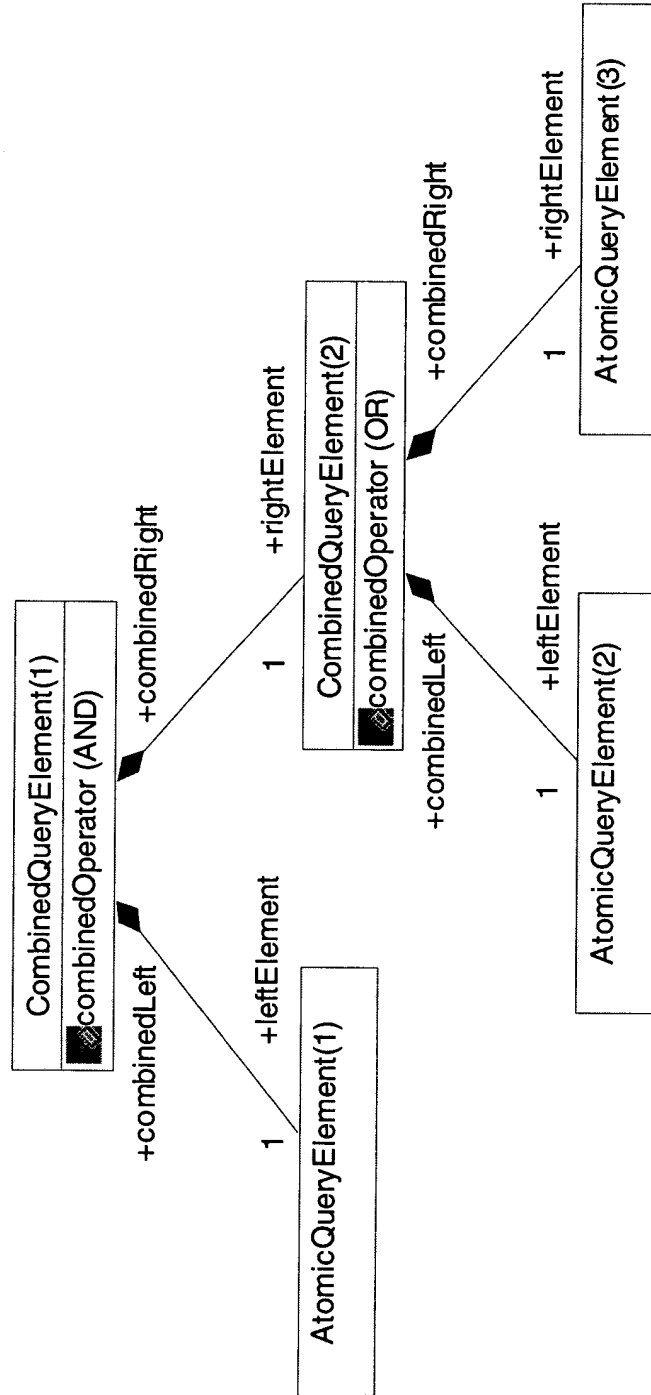 CombinedQueryElement(1)
combinedOperator (AND)
+combinedLeft
+combinedRight
1
+leftElement
1
+rightElement
AtomicQueryElement(1)
CombinedQueryElement(2)
combinedOperator (OR)
+combinedLeft
+combinedRight
1
+leftElement
1
+rightElement
AtomicQueryElement(2)
AtomicQueryElement(3)